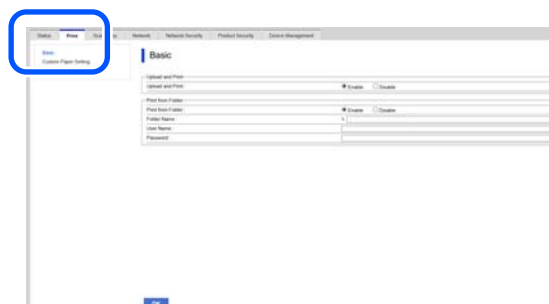 Status Print Network Network Security Product Security Device Management
Basic
Custom Paper Setting
Basic
Upload and Print
Upload and Print : Enable Disable
Print from Folder
Print from Folder : Enable Disable
Folder Name : \
User Name :
Password :
OK